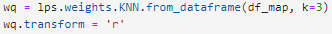 wq = lps.weights.KNN.from_dataframe(df_map, k=3)
wq.transform = 'r'